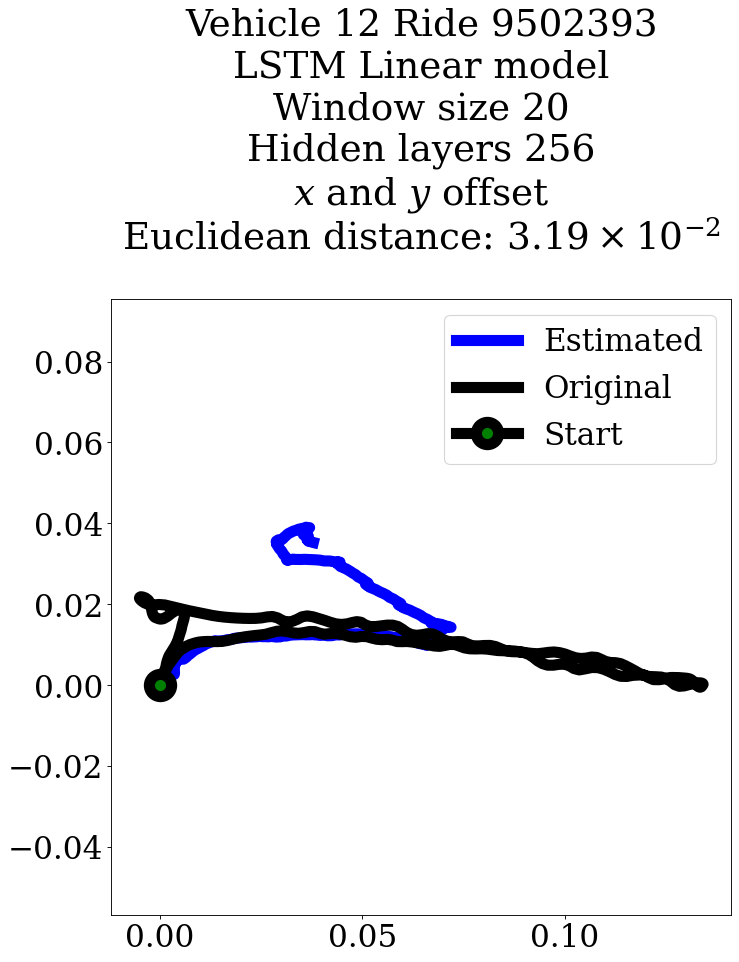 Vehicle 12 Ride 9502393
LSTM Linear model
Window size 20
Hidden layers 256
x and y offset
Euclidean distance: 3.19 × 10⁻²
Estimated
Original
Start
0.08
0.06
0.04
0.02
0.00
−0.02
−0.04
0.00 0.05 0.10